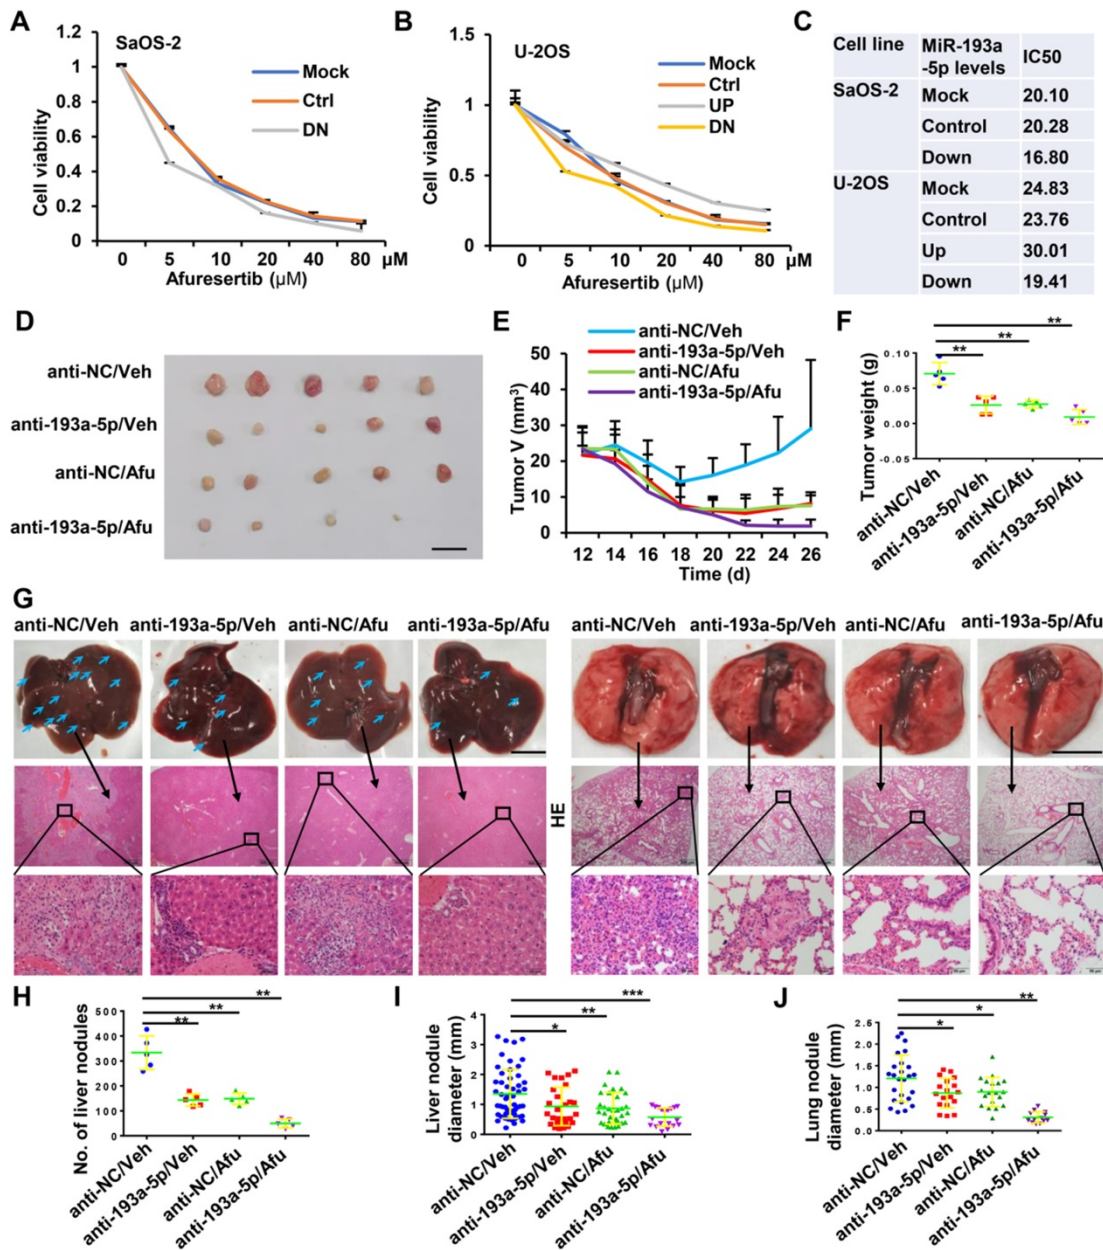 A
SaOS-2
1.2
1
0.8
0.6
0.4
0.2
0
Cell viability
Mock
Ctrl
DN
0 5 10 20 40 80 μM
Afuresertib (μM)
B
U-2OS
1.5
1
0.5
0
Cell viability
Mock
Ctrl
UP
DN
0 5 10 20 40 80 μM
Afuresertib (μM)
C
Cell line MiR-193a IC50
-5p levels
SaOS-2 Mock 20.10
Control 20.28
Down 16.80
U-2OS Mock 24.83
Control 23.76
Up 30.01
Down 19.41
D
anti-NC/Veh
anti-193a-5p/Veh
anti-NC/Afu
anti-193a-5p/Afu
E
anti-NC/Veh
anti-193a-5p/Veh
anti-NC/Afu
anti-193a-5p/Afu
50
40
30
20
10
0
Tumor V (mm³)
12 14 16 18 20 22 24 26
Time (d)
F
**
**
**
0.10
0.05
0.00
-0.05
Tumor weight (g)
anti-NC/Veh
anti-193a-5p/Veh
anti-NC/Afu
anti-193a-5p/Afu
G
anti-NC/Veh anti-193a-5p/Veh anti-NC/Afu anti-193a-5p/Afu
anti-NC/Veh anti-193a-5p/Veh anti-NC/Afu anti-193a-5p/Afu
HE
H
**
**
**
500
400
300
200
100
0
No. of liver nodules
anti-NC/Veh
anti-193a-5p/Veh
anti-NC/Afu
anti-193a-5p/Afu
I
***
**
*
4
3
2
1
0
Liver nodule
diameter (mm)
anti-NC/Veh
anti-193a-5p/Veh
anti-NC/Afu
anti-193a-5p/Afu
J
**
*
*
2.5
2.0
1.5
1.0
0.5
0.0
Lung nodule
diameter (mm)
anti-NC/Veh
anti-193a-5p/Veh
anti-NC/Afu
anti-193a-5p/Afu